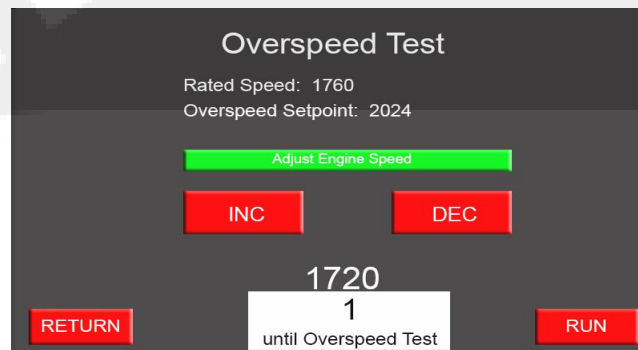 Overspeed Test
Rated Speed: 1760
Overspeed Setpoint: 2024
Adjust Engine Speed
INC DEC
1720
1
until Overspeed Test
RETURN RUN